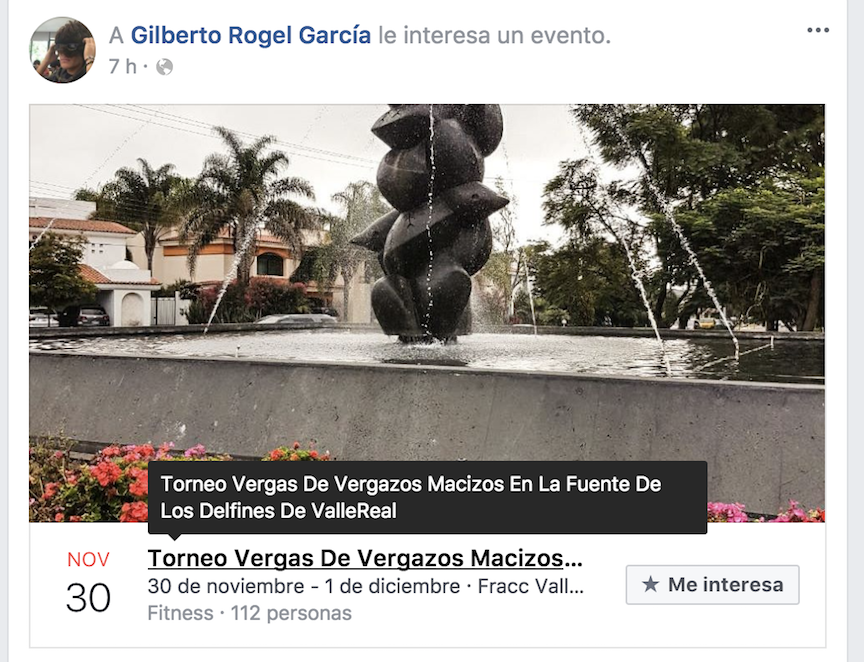 A Gilberto Rogel García le interesa un evento.
7 h ·
Torneo Vergas De Vergazos Macizos En La Fuente De
Los Delfines De ValleReal
NOV
30
Torneo Vergas De Vergazos Macizos...
30 de noviembre - 1 de diciembre · Fracc Vall...
Fitness · 112 personas
★ Me interesa